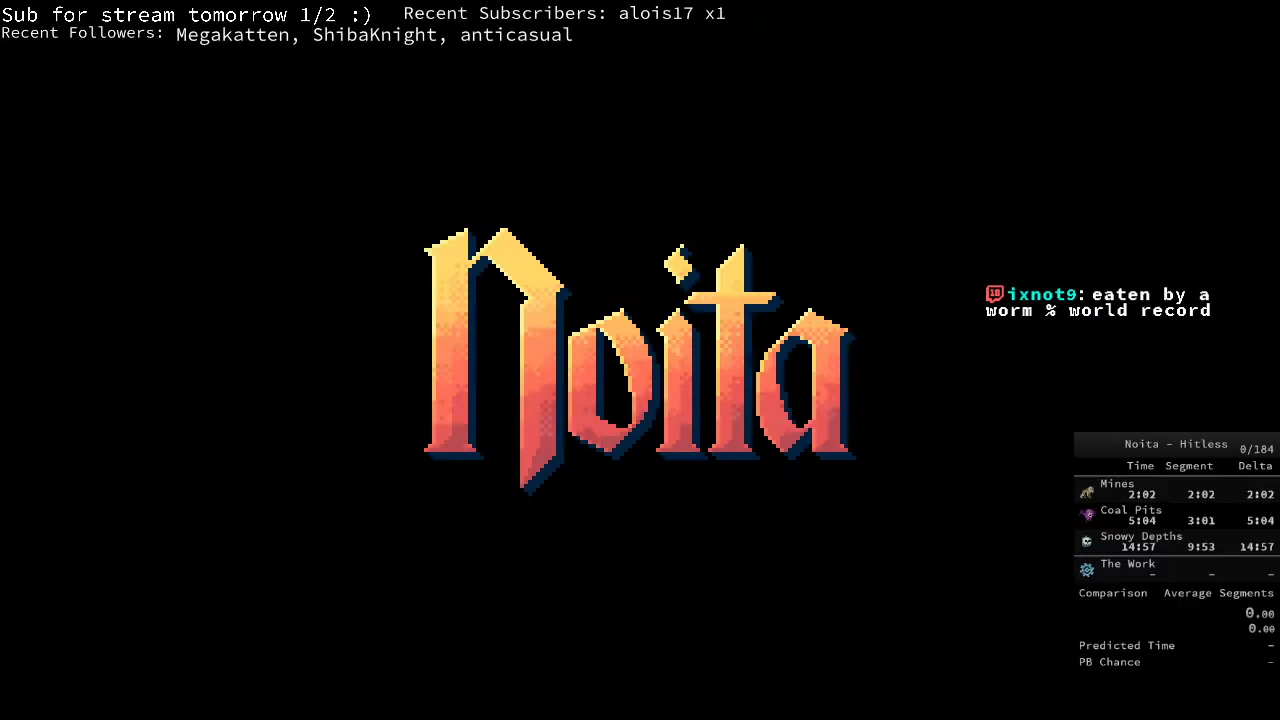 Sub for stream tomorrow 1/2 :) Recent Subscribers: alois17 x1
Recent Followers: Megakatten, ShibaKnight, anticasual
Noita
18 ixnot9: eaten by a
worm % world record
Noita - Hitless 0/184
Time Segment Delta
Mines
2:02 2:02 2:02
Coal Pits
5:04 3:01 5:04
Snowy Depths
14:57 9:53 14:57
The Work
- - -
Comparison Average Segments
0.00
0.00
Predicted Time -
PB Chance -